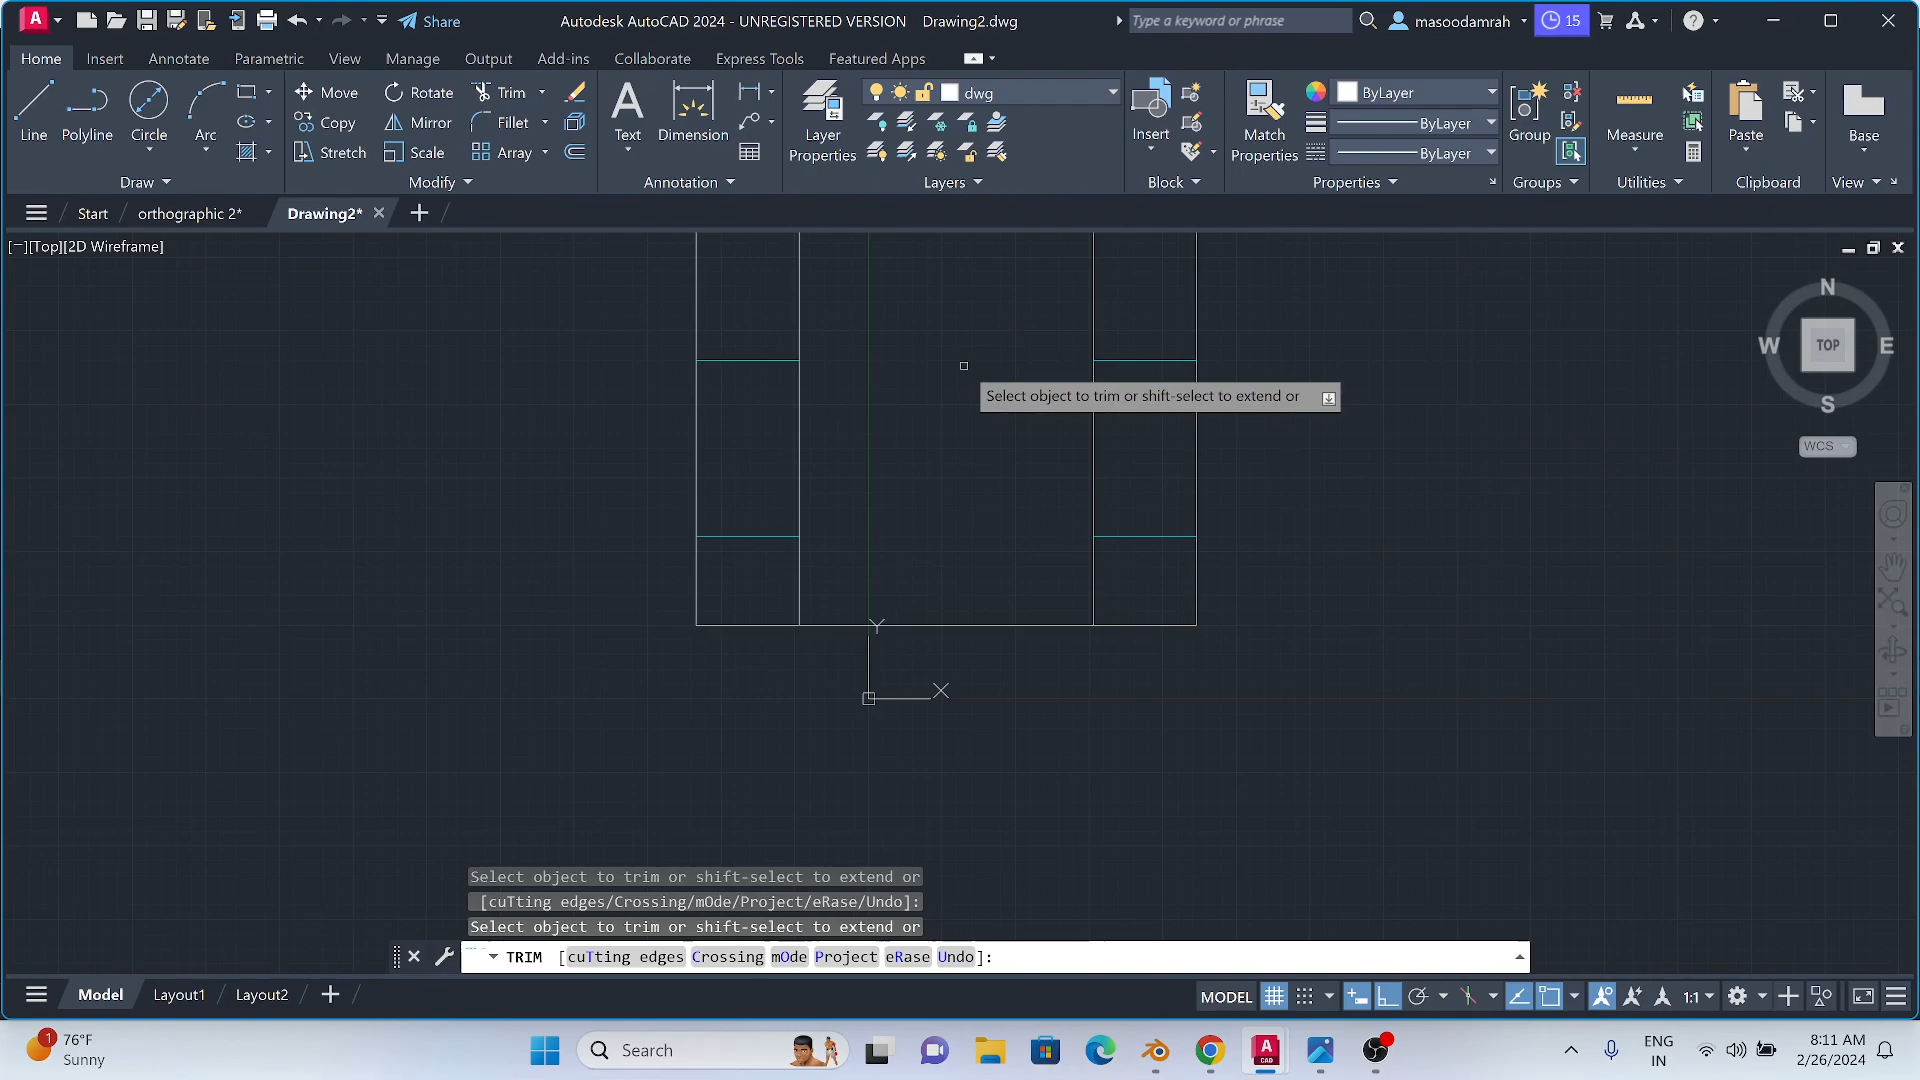 Share
Autodesk AutoCAD 2024 - UNREGISTERED VERSION Drawing2.dwg
Type a keyword or phrase
masoodamrah
15
Home Insert Annotate Parametric View Manage Output Add-ins Collaborate Express Tools Featured Apps
Line Polyline Circle Arc
Move Rotate Trim
Copy Mirror Fillet
Stretch Scale Array
Text Dimension
Layer Properties
dwg
Insert
Match Properties
ByLayer
ByLayer
ByLayer
Group
Measure
Paste
Base
Draw Modify Annotation Layers Block Properties Groups Utilities Clipboard View
Start orthographic 2* Drawing2*
[−][Top][2D Wireframe]
N
W TOP E
S
WCS
Select object to trim or shift-select to extend or
Y
X
Select object to trim or shift-select to extend or
[cuTting edges/Crossing/mOde/Project/eRase/Undo]:
Select object to trim or shift-select to extend or
TRIM [cuTting edges Crossing mOde Project eRase Undo]:
Model Layout1 Layout2
MODEL 1:1
1
76°F
Sunny
Search
A
CAD
ENG
IN
8:11 AM
2/26/2024